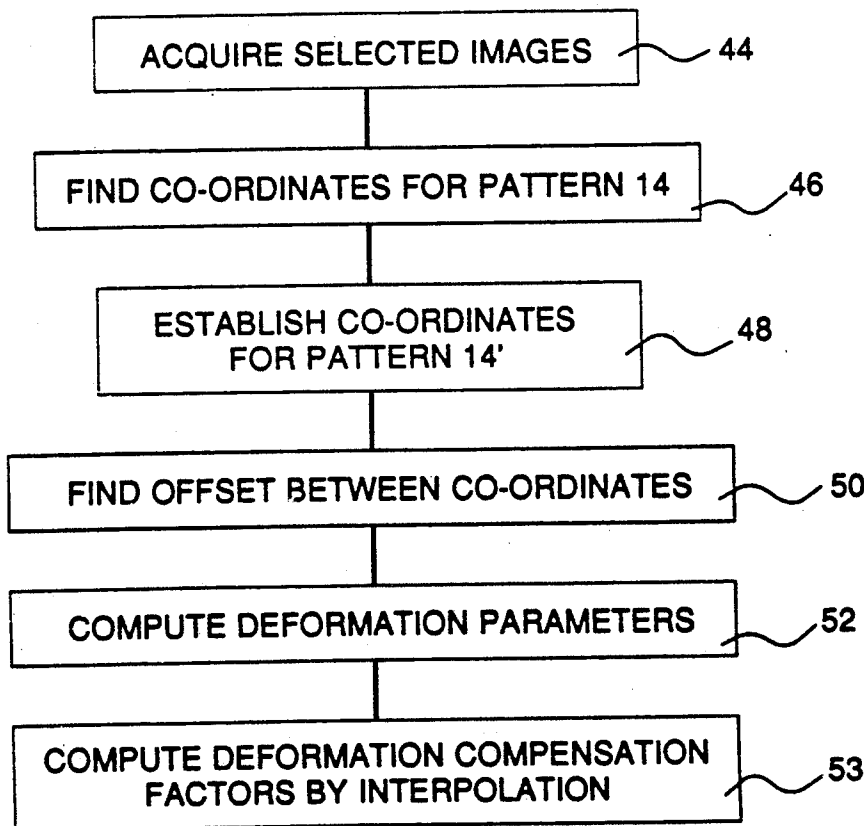 ACQUIRE SELECTED IMAGES 44
FIND CO-ORDINATES FOR PATTERN 14 46
ESTABLISH CO-ORDINATES
FOR PATTERN 14' 48
FIND OFFSET BETWEEN CO-ORDINATES 50
COMPUTE DEFORMATION PARAMETERS 52
COMPUTE DEFORMATION COMPENSATION
FACTORS BY INTERPOLATION 53